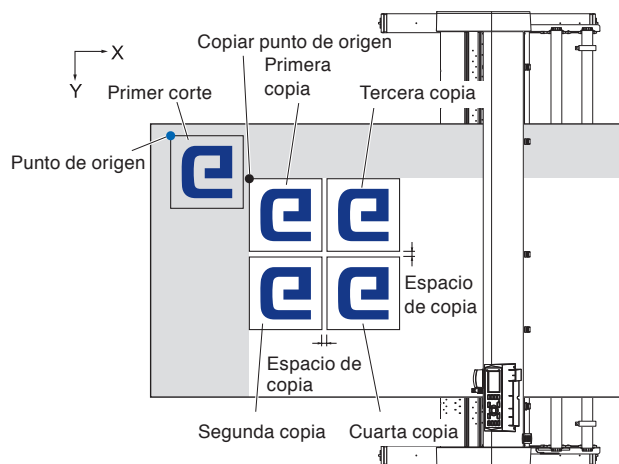 X
Y
Copiar punto de origen
Primera
copia
Primer corte
Tercera copia
Punto de origen
Espacio
de copia
Espacio de
copia
Segunda copia
Cuarta copia